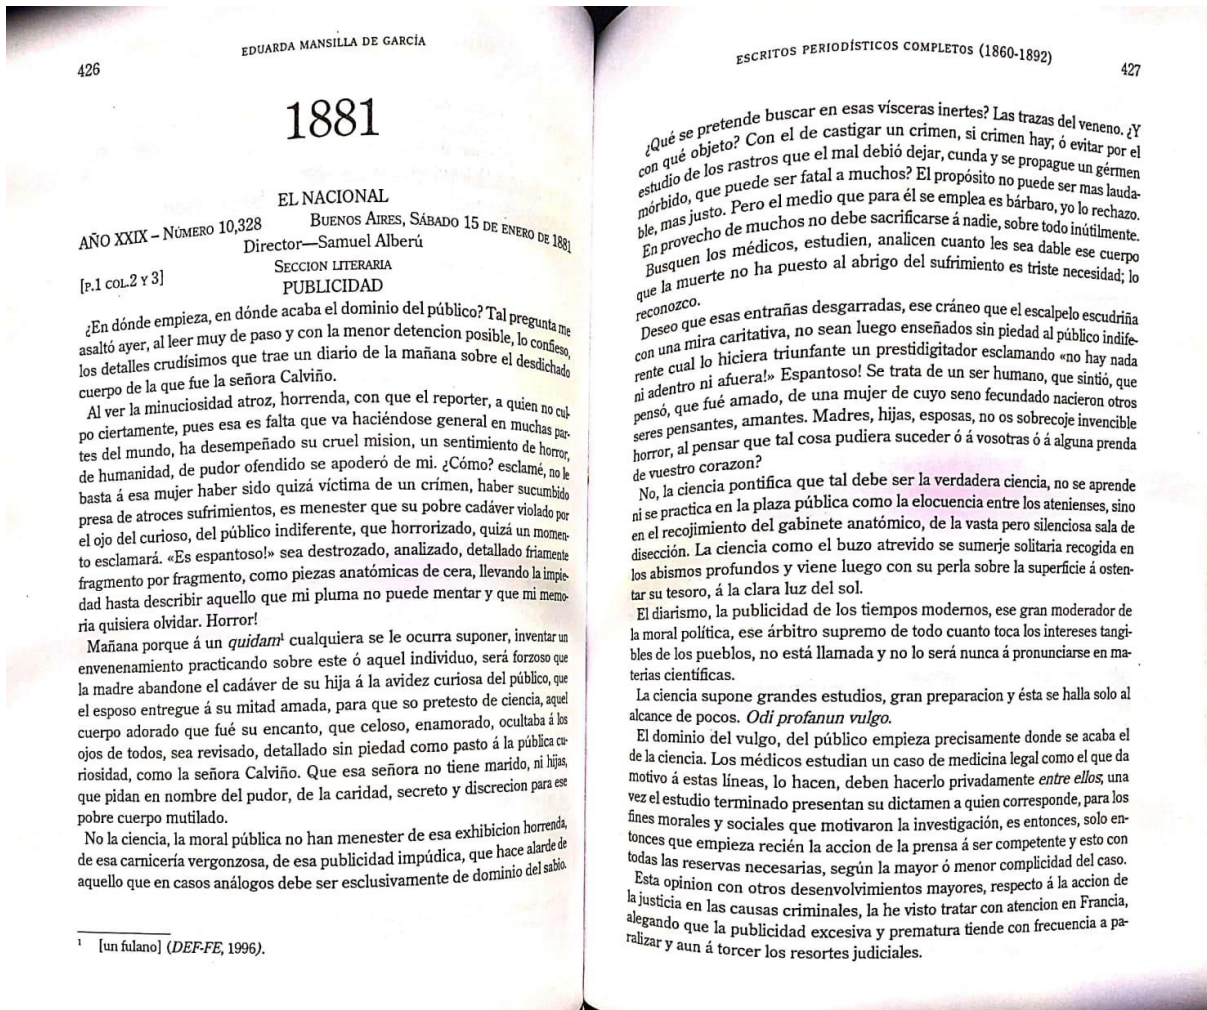 EDUARDA MANSILLA DE GARCÍA
426
1881
EL NACIONAL
AÑO XXIX – NÚMERO 10,328 BUENOS AIRES, SÁBADO 15 DE ENERO DE 1881
Director—Samuel Alberú
[P.1 COL.2 Y 3] SECCION LITERARIA
PUBLICIDAD
¿En dónde empieza, en dónde acaba el dominio del público? Tal pregunta me
asaltó ayer, al leer muy de paso y con la menor detencion posible, lo confieso,
los detalles crudísimos que trae un diario de la mañana sobre el desdichado
cuerpo de la que fue la señora Calviño.
Al ver la minuciosidad atroz, horrenda, con que el reporter, a quien no cul-
po ciertamente, pues esa es falta que va haciéndose general en muchas par-
tes del mundo, ha desempeñado su cruel mision, un sentimiento de horror,
de humanidad, de pudor ofendido se apoderó de mi. ¿Cómo? esclamé, no le
basta á esa mujer haber sido quizá víctima de un crímen, haber sucumbido
presa de atroces sufrimientos, es menester que su pobre cadáver violado por
el ojo del curioso, del público indiferente, que horrorizado, quizá un momen-
to esclamará. «Es espantoso!» sea destrozado, analizado, detallado friamente
fragmento por fragmento, como piezas anatómicas de cera, llevando la impie-
dad hasta describir aquello que mi pluma no puede mentar y que mi memo-
ria quisiera olvidar. Horror!
Mañana porque á un quidam¹ cualquiera se le ocurra suponer, inventar un
envenenamiento practicando sobre este ó aquel individuo, será forzoso que
la madre abandone el cadáver de su hija á la avidez curiosa del público, que
el esposo entregue á su mitad amada, para que so pretesto de ciencia, aquel
cuerpo adorado que fué su encanto, que celoso, enamorado, ocultaba á los
ojos de todos, sea revisado, detallado sin piedad como pasto á la pública cu-
riosidad, como la señora Calviño. Que esa señora no tiene marido, ni hijas,
que pidan en nombre del pudor, de la caridad, secreto y discrecion para ese
pobre cuerpo mutilado.
No la ciencia, la moral pública no han menester de esa exhibicion horrenda,
de esa carnicería vergonzosa, de esa publicidad impúdica, que hace alarde de
aquello que en casos análogos debe ser esclusivamente de dominio del sabio.
¹ [un fulano] (DEF-FE, 1996).
ESCRITOS PERIODÍSTICOS COMPLETOS (1860-1892)
427
¿Qué se pretende buscar en esas vísceras inertes? Las trazas del veneno. ¿Y
con qué objeto? Con el de castigar un crimen, si crimen hay; ó evitar por el
estudio de los rastros que el mal debió dejar, cunda y se propague un gérmen
mórbido, que puede ser fatal a muchos? El propósito no puede ser mas lauda-
ble, mas justo. Pero el medio que para él se emplea es bárbaro, yo lo rechazo.
En provecho de muchos no debe sacrificarse á nadie, sobre todo inútilmente.
Busquen los médicos, estudien, analicen cuanto les sea dable ese cuerpo
que la muerte no ha puesto al abrigo del sufrimiento es triste necesidad; lo
reconozco.
Deseo que esas entrañas desgarradas, ese cráneo que el escalpelo escudriña
con una mira caritativa, no sean luego enseñados sin piedad al público indife-
rente cual lo hiciera triunfante un prestidigitador esclamando «no hay nada
ni adentro ni afuera!» Espantoso! Se trata de un ser humano, que sintió, que
pensó, que fué amado, de una mujer de cuyo seno fecundado nacieron otros
seres pensantes, amantes. Madres, hijas, esposas, no os sobrecoje invencible
horror, al pensar que tal cosa pudiera suceder ó á vosotras ó á alguna prenda
de vuestro corazon?
No, la ciencia pontifica que tal debe ser la verdadera ciencia, no se aprende
ni se practica en la plaza pública como la elocuencia entre los atenienses, sino
en el recojimiento del gabinete anatómico, de la vasta pero silenciosa sala de
disección. La ciencia como el buzo atrevido se sumerje solitaria recogida en
los abismos profundos y viene luego con su perla sobre la superficie á osten-
tar su tesoro, á la clara luz del sol.
El diarismo, la publicidad de los tiempos modernos, ese gran moderador de
la moral política, ese árbitro supremo de todo cuanto toca los intereses tangi-
bles de los pueblos, no está llamada y no lo será nunca á pronunciarse en ma-
terias científicas.
La ciencia supone grandes estudios, gran preparacion y ésta se halla solo al
alcance de pocos. Odi profanun vulgo.
El dominio del vulgo, del público empieza precisamente donde se acaba el
de la ciencia. Los médicos estudian un caso de medicina legal como el que da
motivo á estas líneas, lo hacen, deben hacerlo privadamente entre ellos; una
vez el estudio terminado presentan su dictamen a quien corresponde, para los
fines morales y sociales que motivaron la investigación, es entonces, solo en-
tonces que empieza recién la accion de la prensa á ser competente y esto con
todas las reservas necesarias, según la mayor ó menor complicidad del caso.
Esta opinion con otros desenvolvimientos mayores, respecto á la accion de
la justicia en las causas criminales, la he visto tratar con atencion en Francia,
alegando que la publicidad excesiva y prematura tiende con frecuencia a pa-
ralizar y aun á torcer los resortes judiciales.